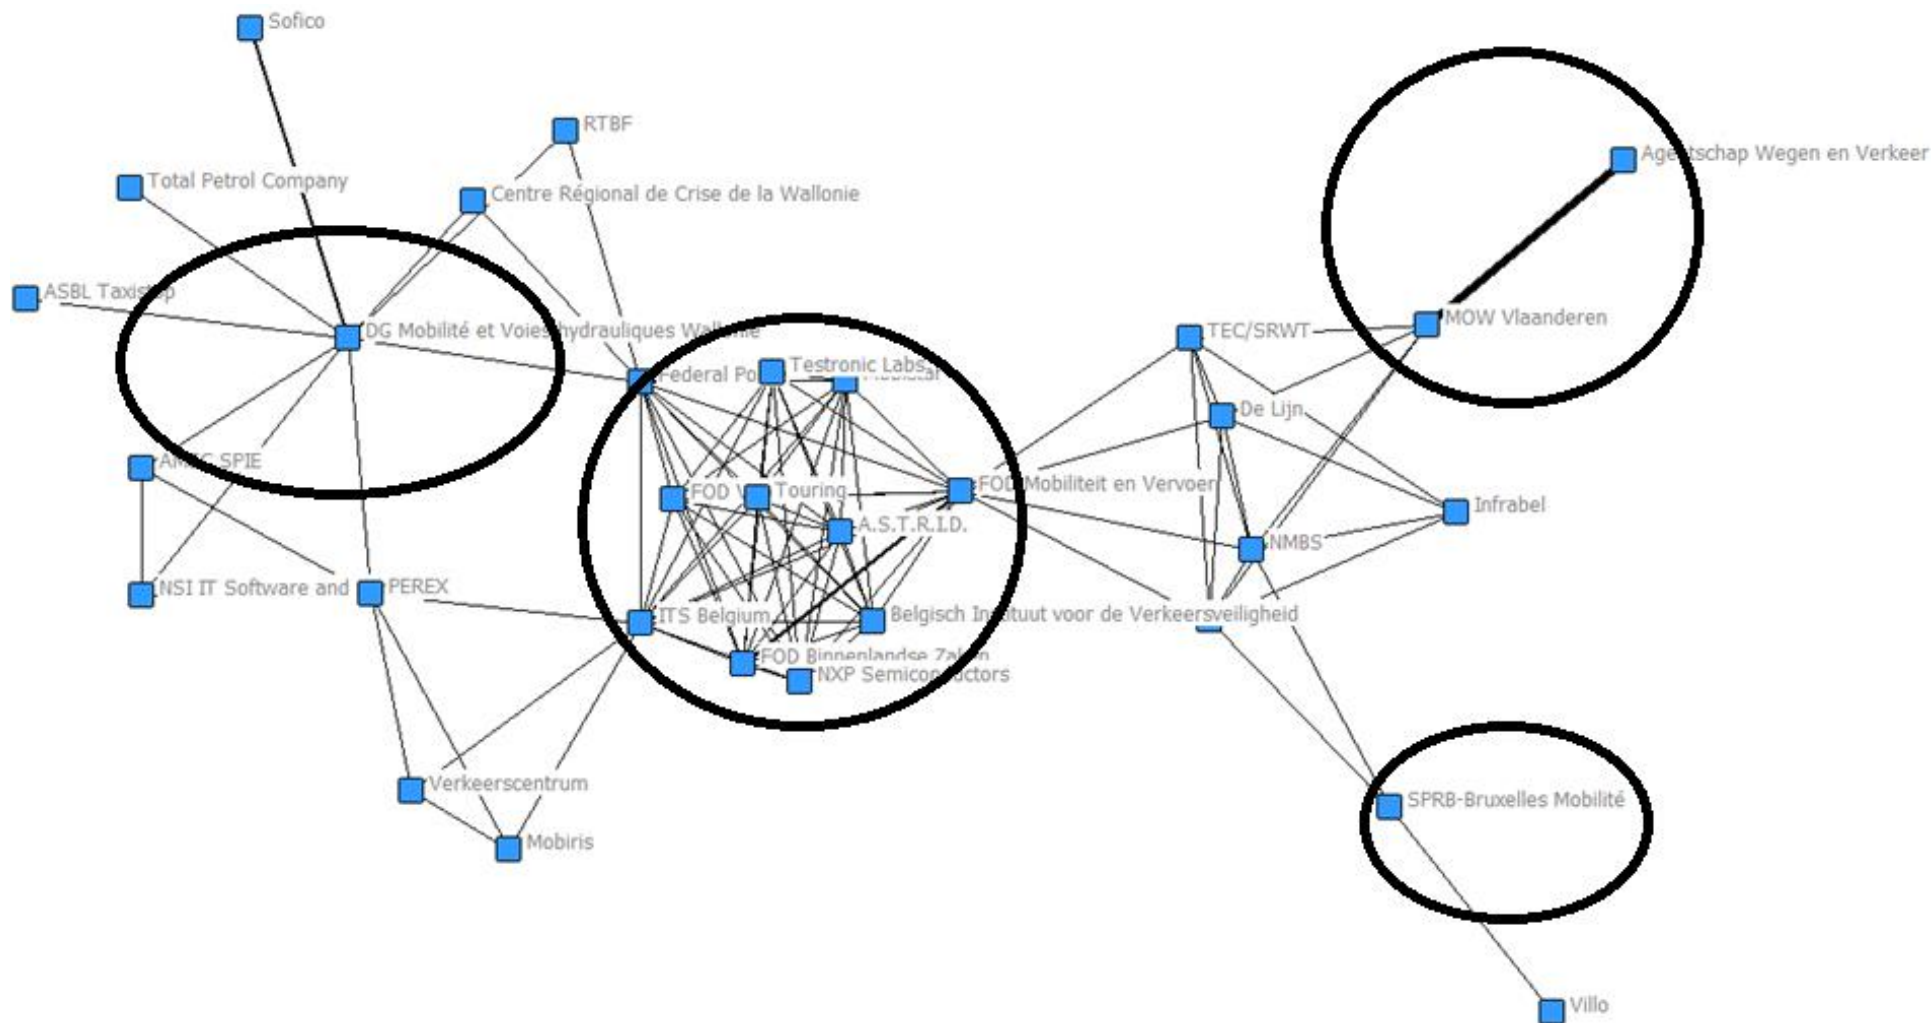 Sofico
RTBF
Total Petrol Company
Centre Régional de Crise de la Wallonie
Agentschap Wegen en Verkeer
ASBL Taxistop
DG Mobilité et Voies hydrauliques Wallonie
TEC/SRWT
MOW Vlaanderen
Testronic Labs
Federal Po
De Lijn
AMEC SPIE
FOD
Touring
FOD Mobiliteit en Vervoer
Infrabel
A.S.T.R.I.D.
NMBS
NSI IT Software and
PEREX
ITS Belgium
Belgisch Instituut voor de Verkeersveiligheid
FOD Binnenlandse Zaken
NXP Semiconductors
Verkeerscentrum
SPRB-Bruxelles Mobilité
Mobiris
Villo